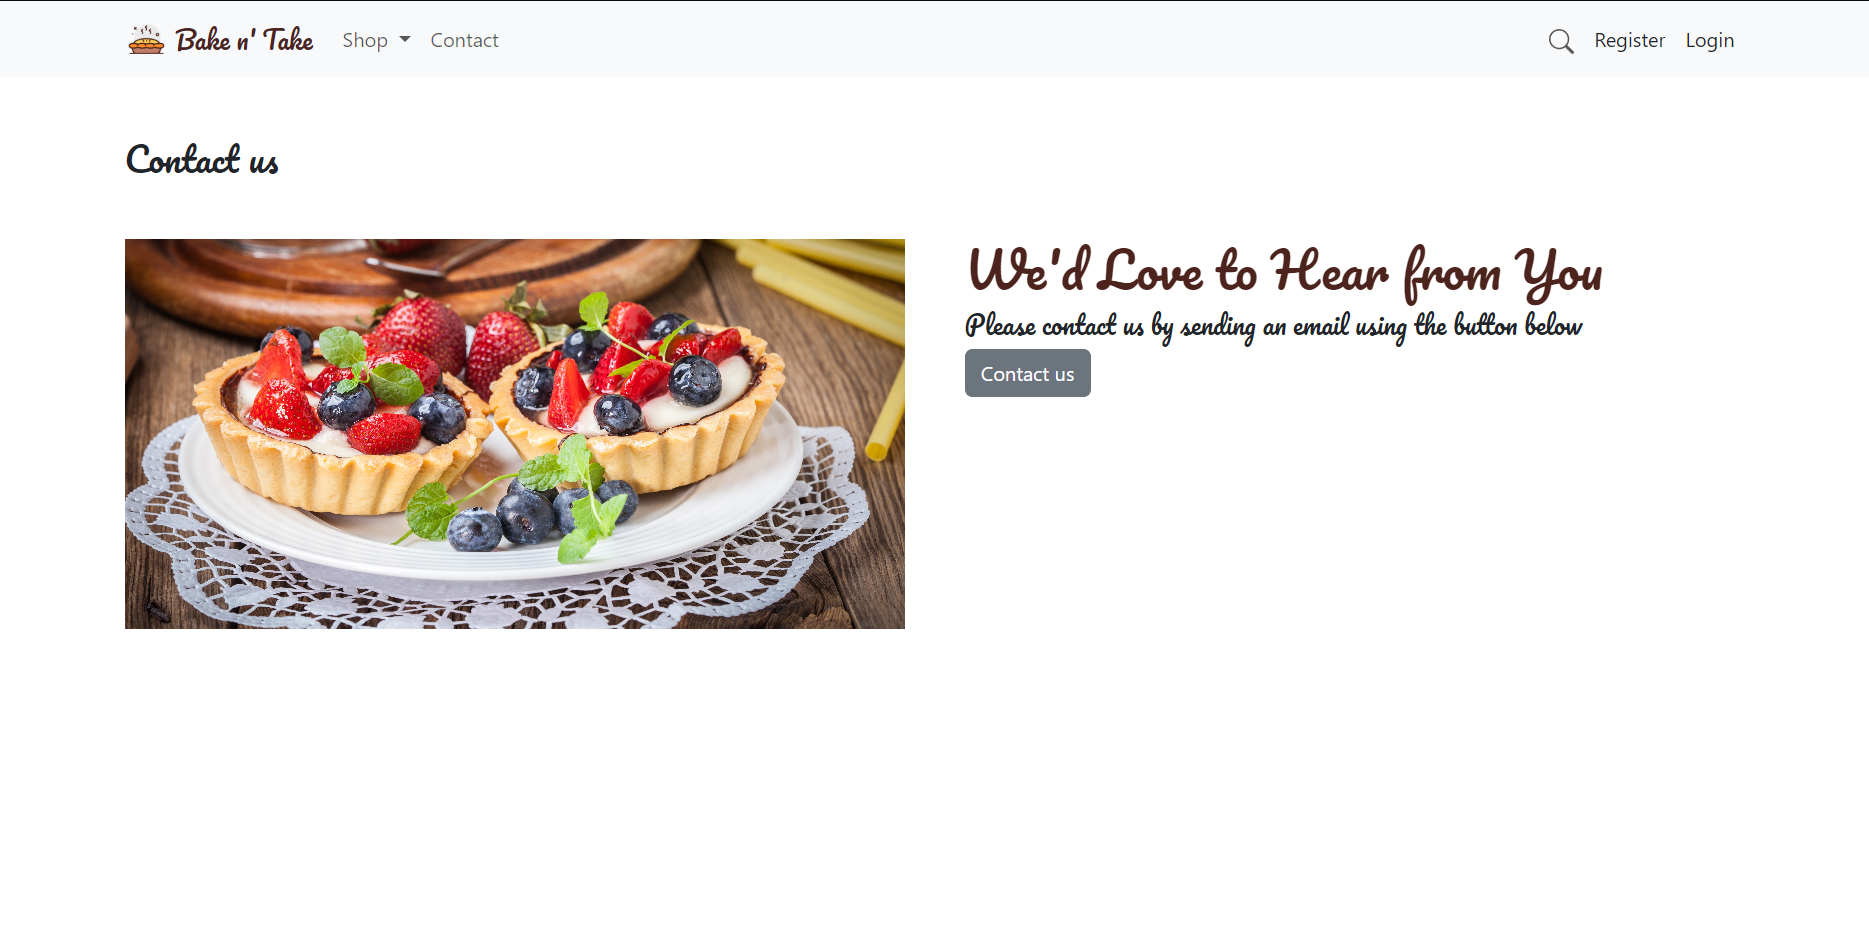 Bake n' Take Shop Contact Register Login
Contact us
We'd Love to Hear from You
Please contact us by sending an email using the button below
Contact us